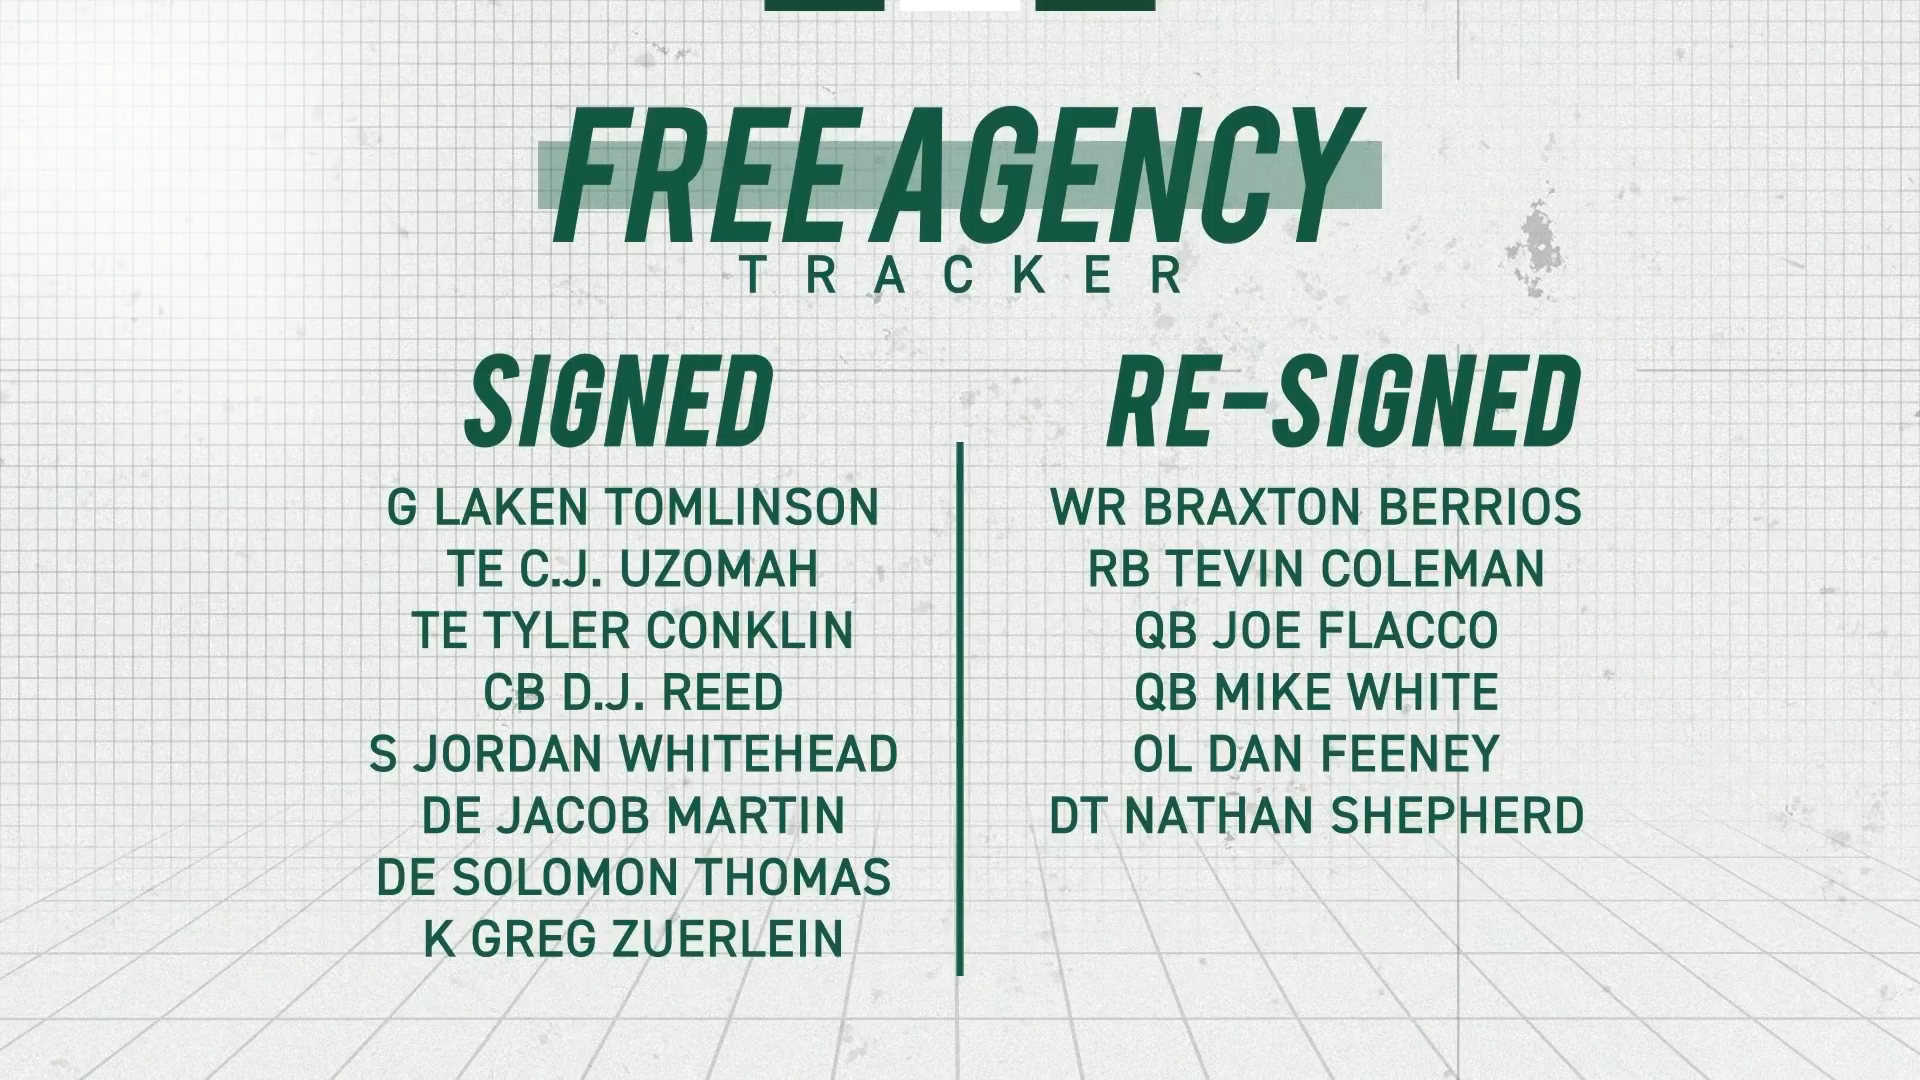 FREE AGENCY
TRACKER
SIGNED
G LAKEN TOMLINSON
TE C.J. UZOMAH
TE TYLER CONKLIN
CB D.J. REED
S JORDAN WHITEHEAD
DE JACOB MARTIN
DE SOLOMON THOMAS
K GREG ZUERLEIN
RE-SIGNED
WR BRAXTON BERRIOS
RB TEVIN COLEMAN
QB JOE FLACCO
QB MIKE WHITE
OL DAN FEENEY
DT NATHAN SHEPHERD